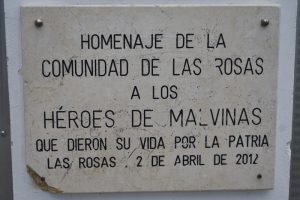 HOMENAJE DE LA
COMUNIDAD DE LAS ROSAS
A LOS
HÉROES DE MALVINAS
QUE DIERON SU VIDA POR LA PATRIA
LAS ROSAS, 2 DE ABRIL DE 2012